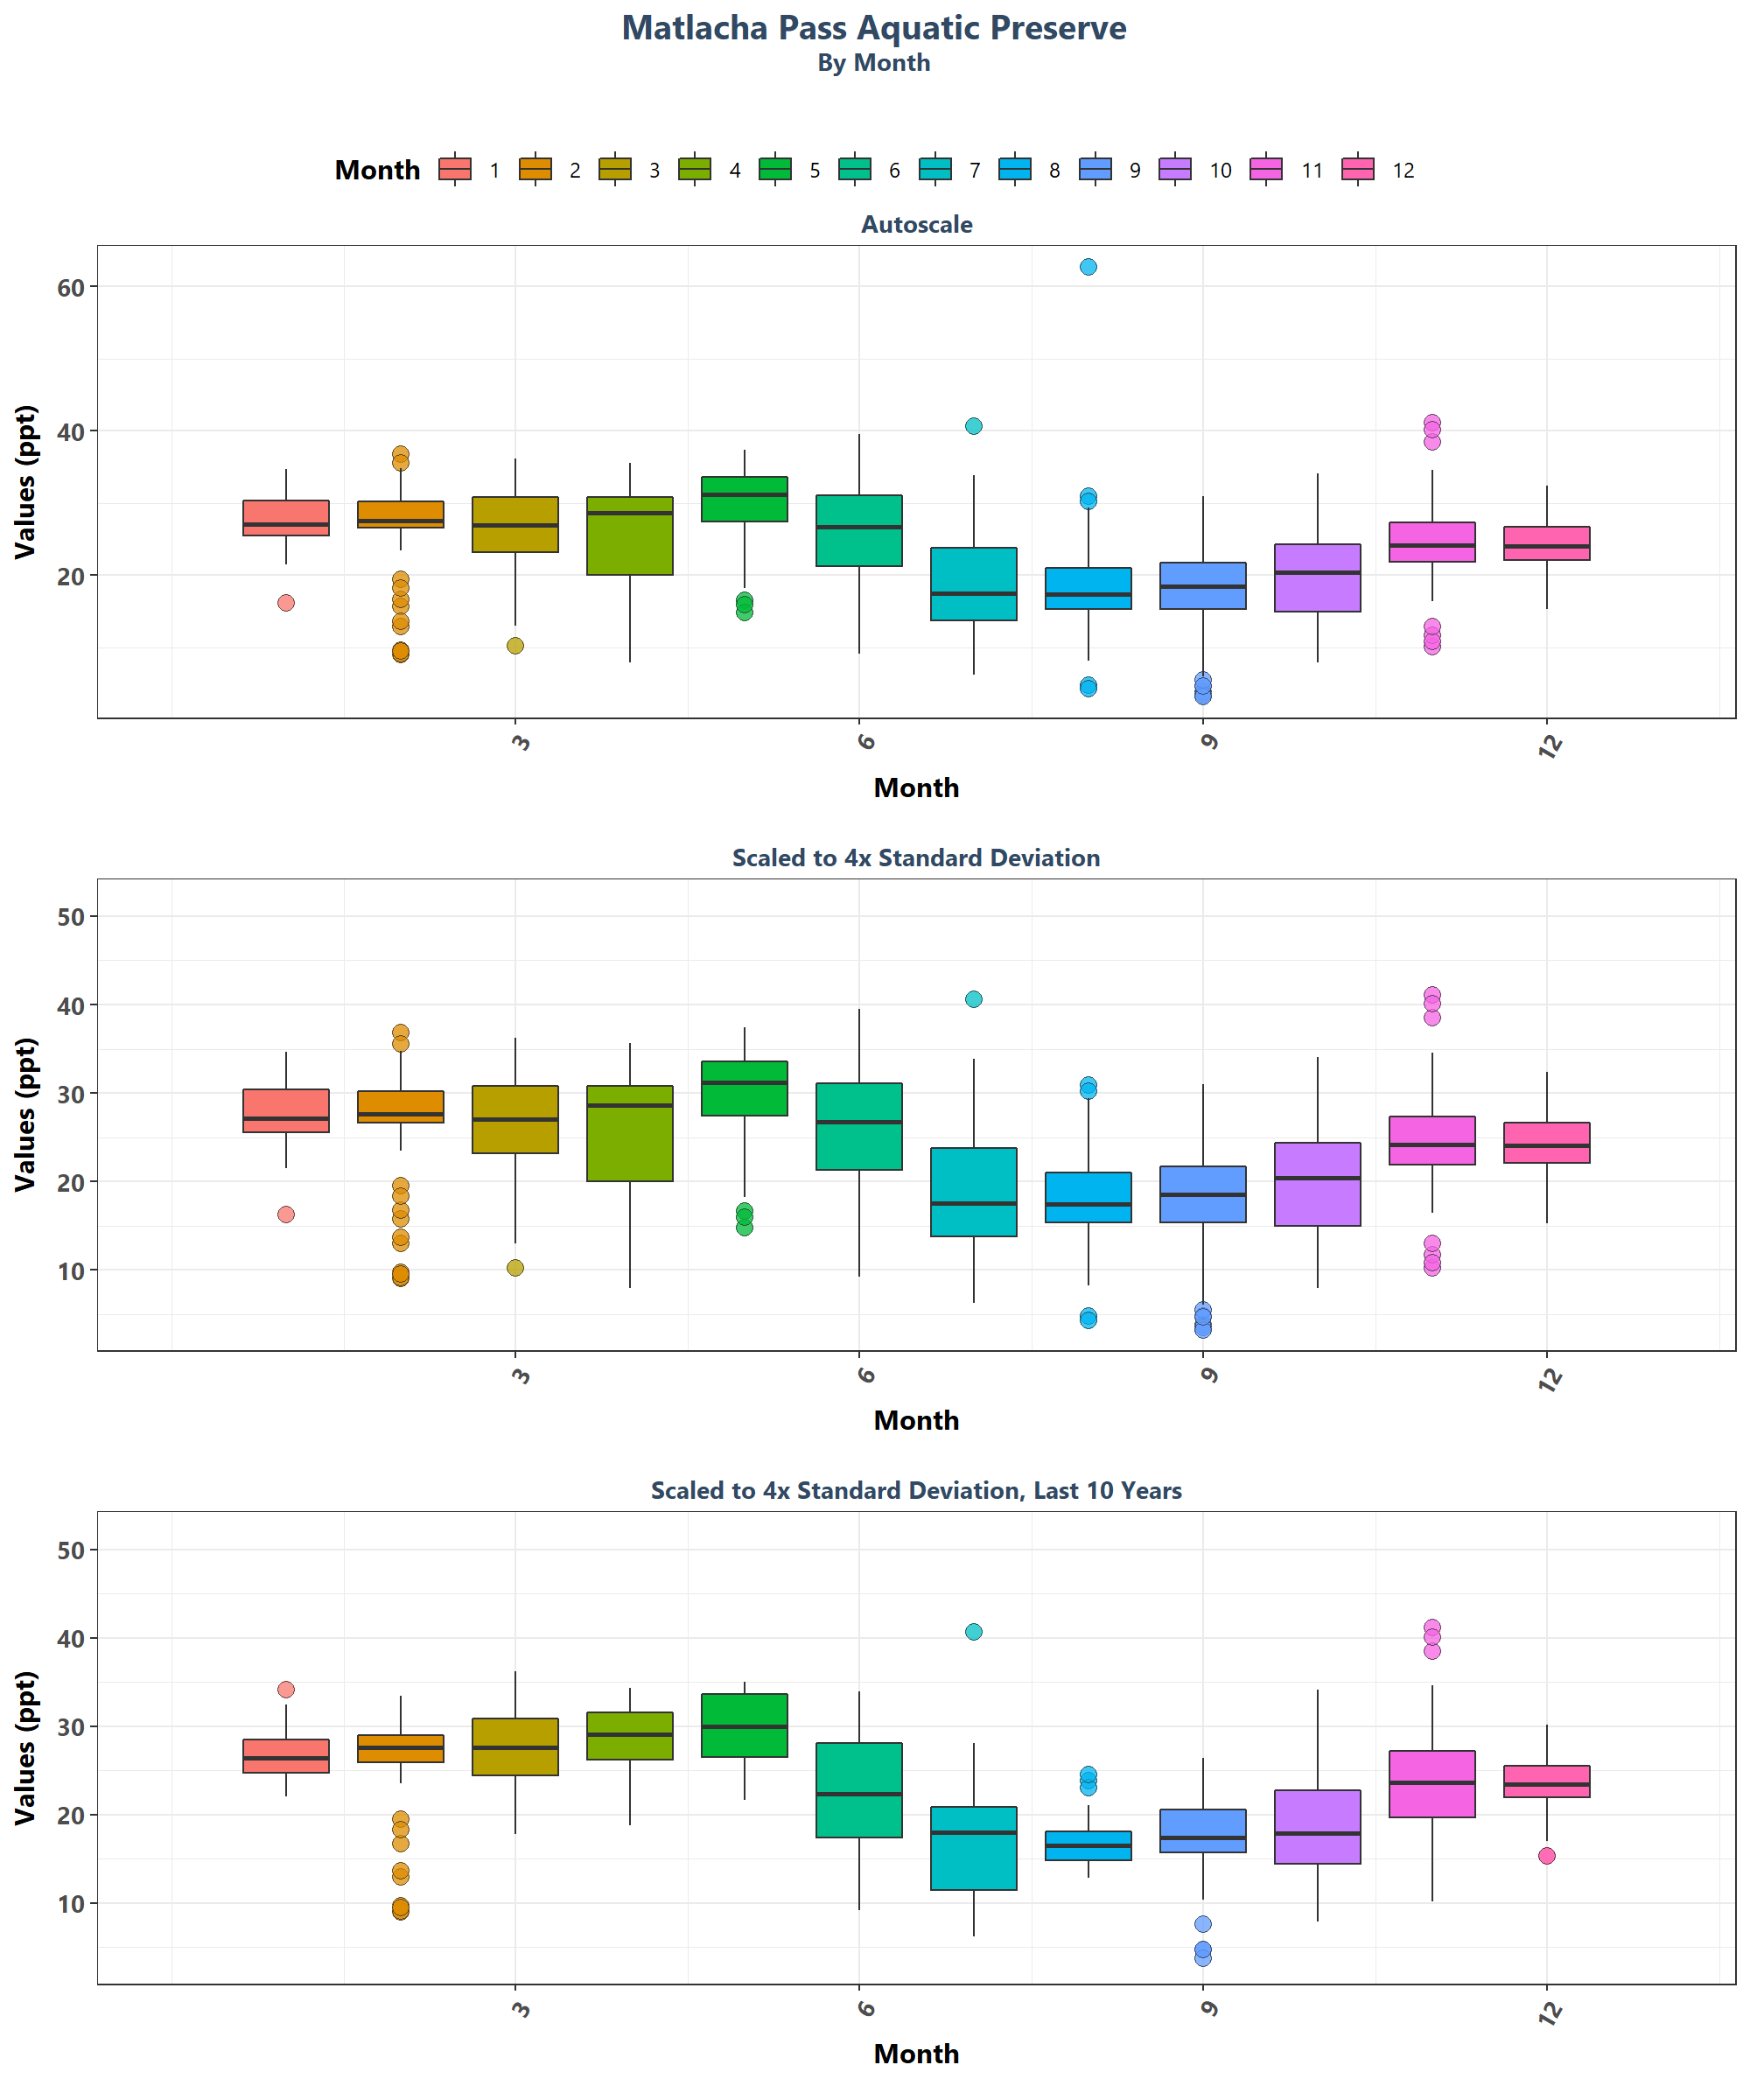 Matlacha Pass Aquatic Preserve
By Month
Month 1 2 3 4 5 6 7 8 9 10 11 12
Autoscale
Values (ppt)
60
40
20
3 6 9 12
Month
Scaled to 4x Standard Deviation
Values (ppt)
50
40
30
20
10
3 6 9 12
Month
Scaled to 4x Standard Deviation, Last 10 Years
Values (ppt)
50
40
30
20
10
3 6 9 12
Month